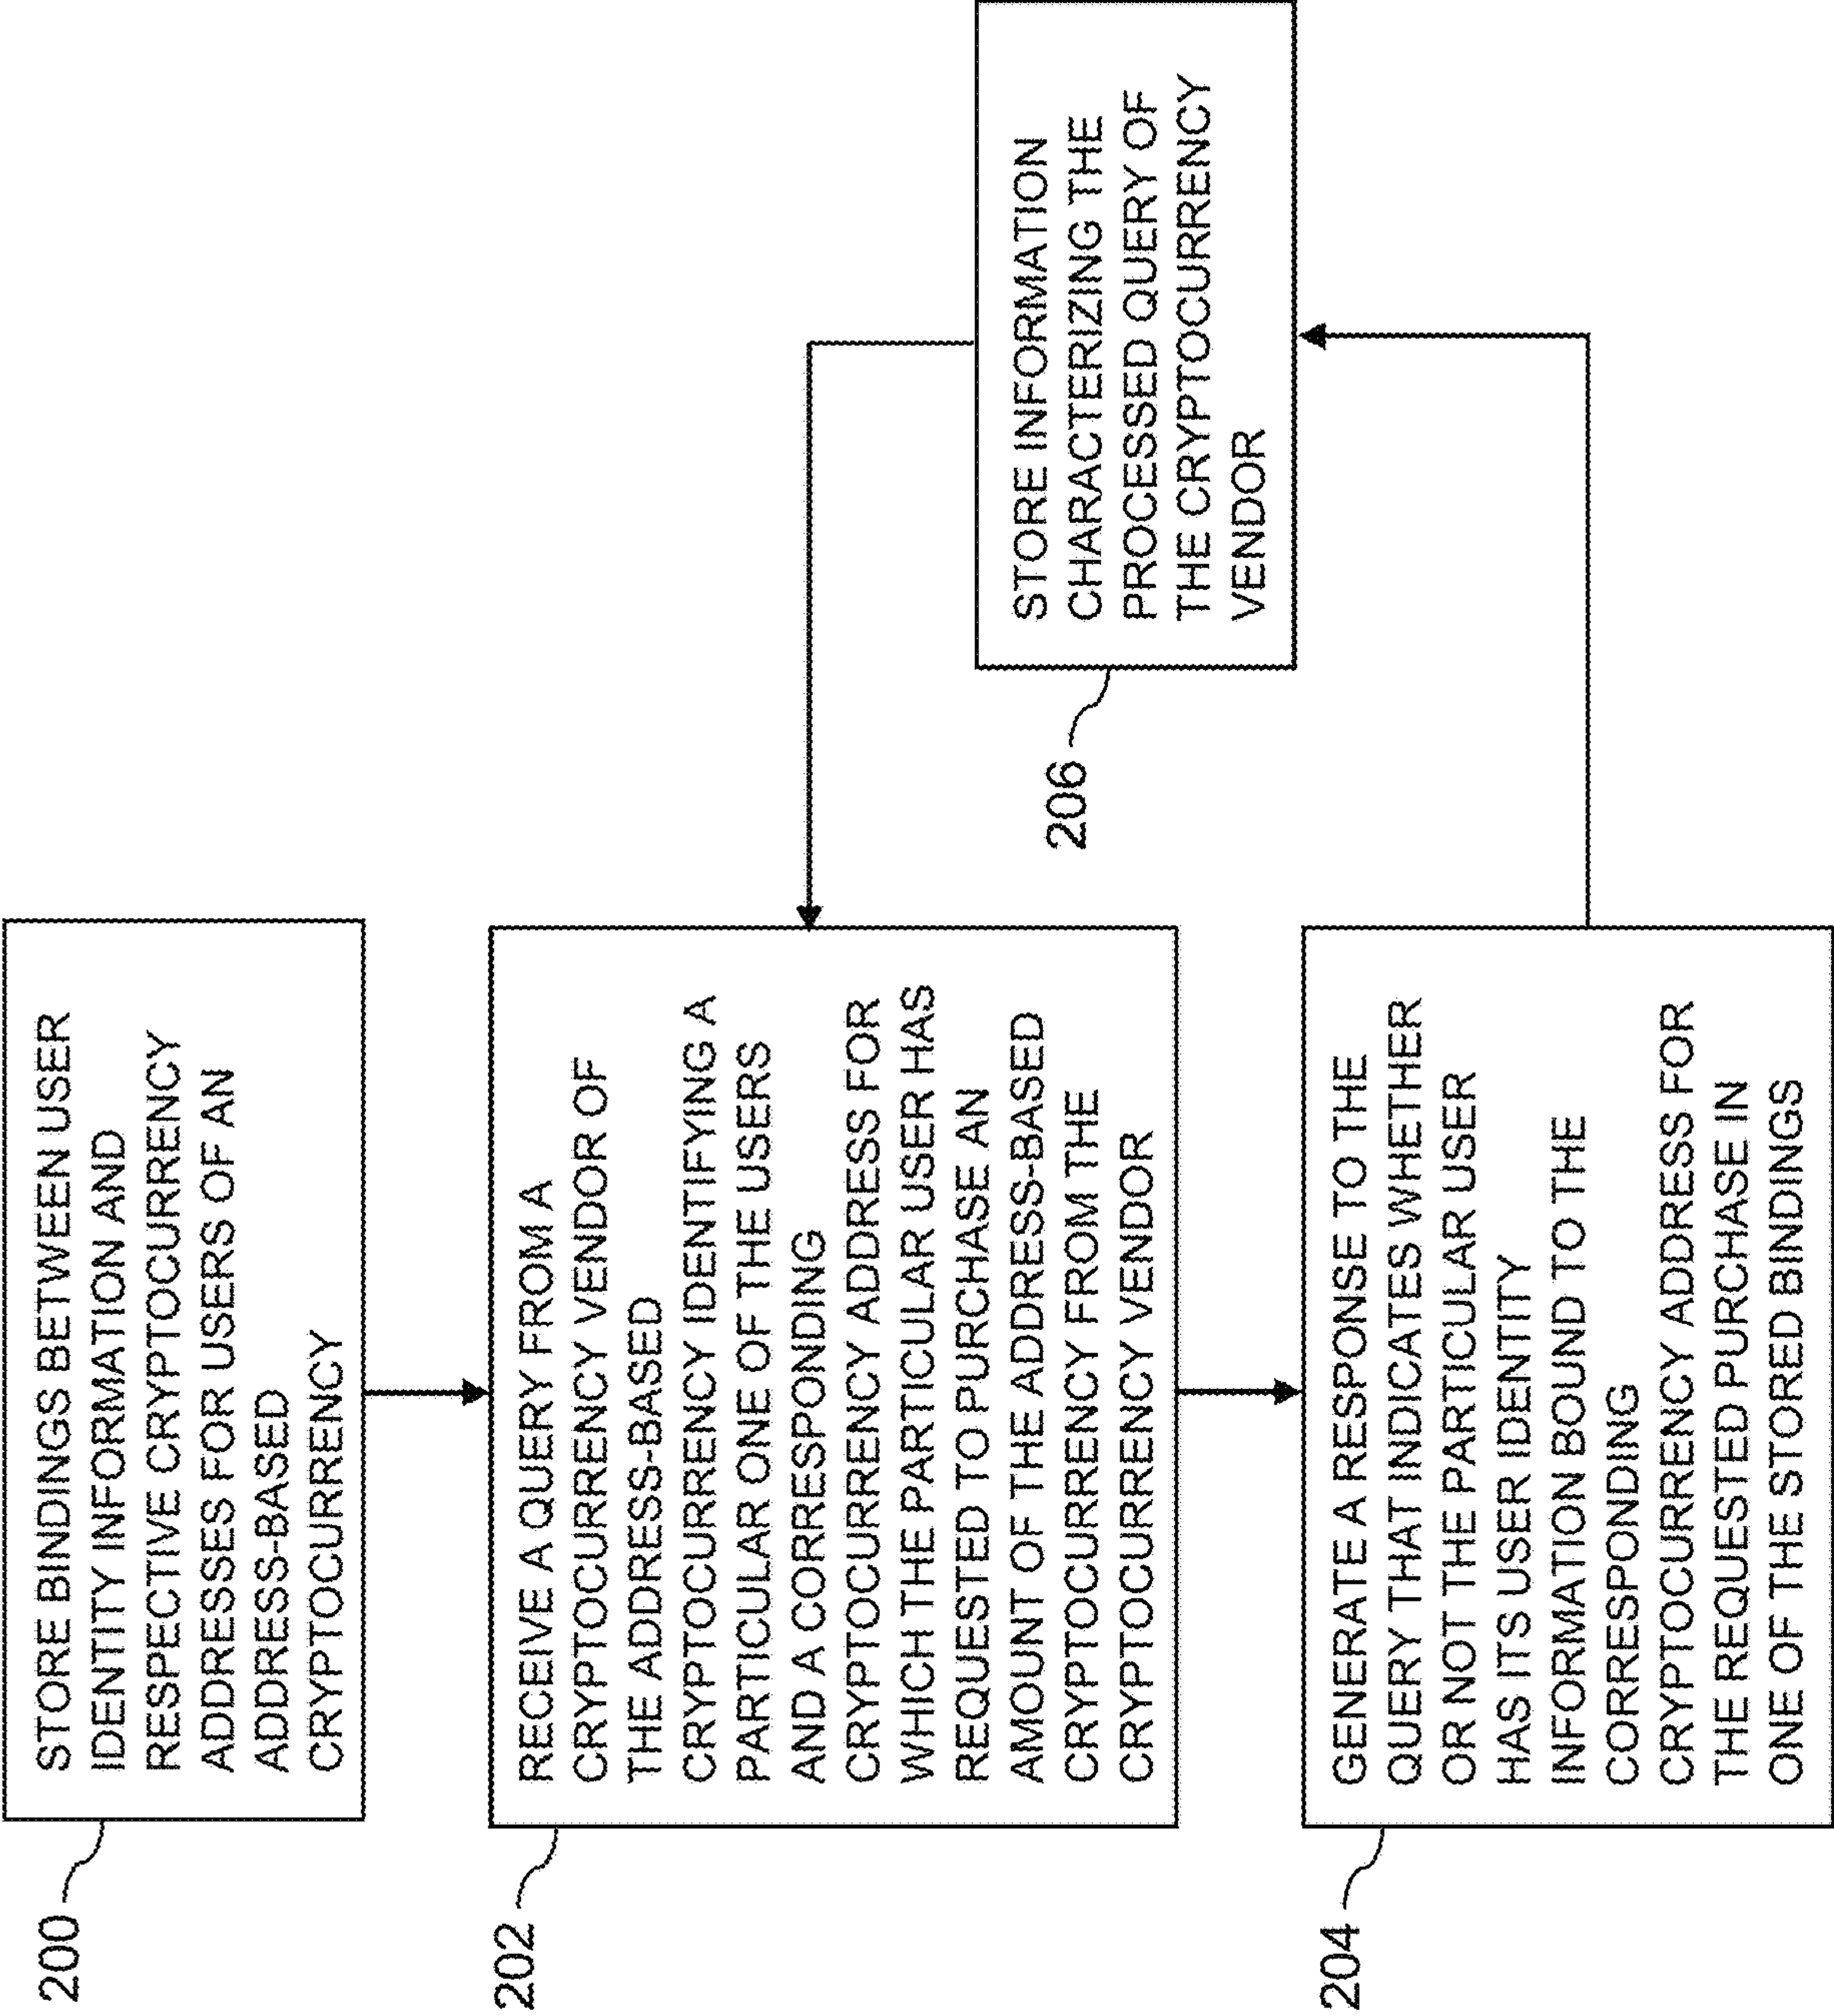 200
STORE BINDINGS BETWEEN USER
IDENTITY INFORMATION AND
RESPECTIVE CRYPTOCURRENCY
ADDRESSES FOR USERS OF AN
ADDRESS-BASED
CRYPTOCURRENCY
202
RECEIVE A QUERY FROM A
CRYPTOCURRENCY VENDOR OF
THE ADDRESS-BASED
CRYPTOCURRENCY IDENTIFYING A
PARTICULAR ONE OF THE USERS
AND A CORRESPONDING
CRYPTOCURRENCY ADDRESS FOR
WHICH THE PARTICULAR USER HAS
REQUESTED TO PURCHASE AN
AMOUNT OF THE ADDRESS-BASED
CRYPTOCURRENCY FROM THE
CRYPTOCURRENCY VENDOR
204
GENERATE A RESPONSE TO THE
QUERY THAT INDICATES WHETHER
OR NOT THE PARTICULAR USER
HAS ITS USER IDENTITY
INFORMATION BOUND TO THE
CORRESPONDING
CRYPTOCURRENCY ADDRESS FOR
THE REQUESTED PURCHASE IN
ONE OF THE STORED BINDINGS
206
STORE INFORMATION
CHARACTERIZING THE
PROCESSED QUERY OF
THE CRYPTOCURRENCY
VENDOR